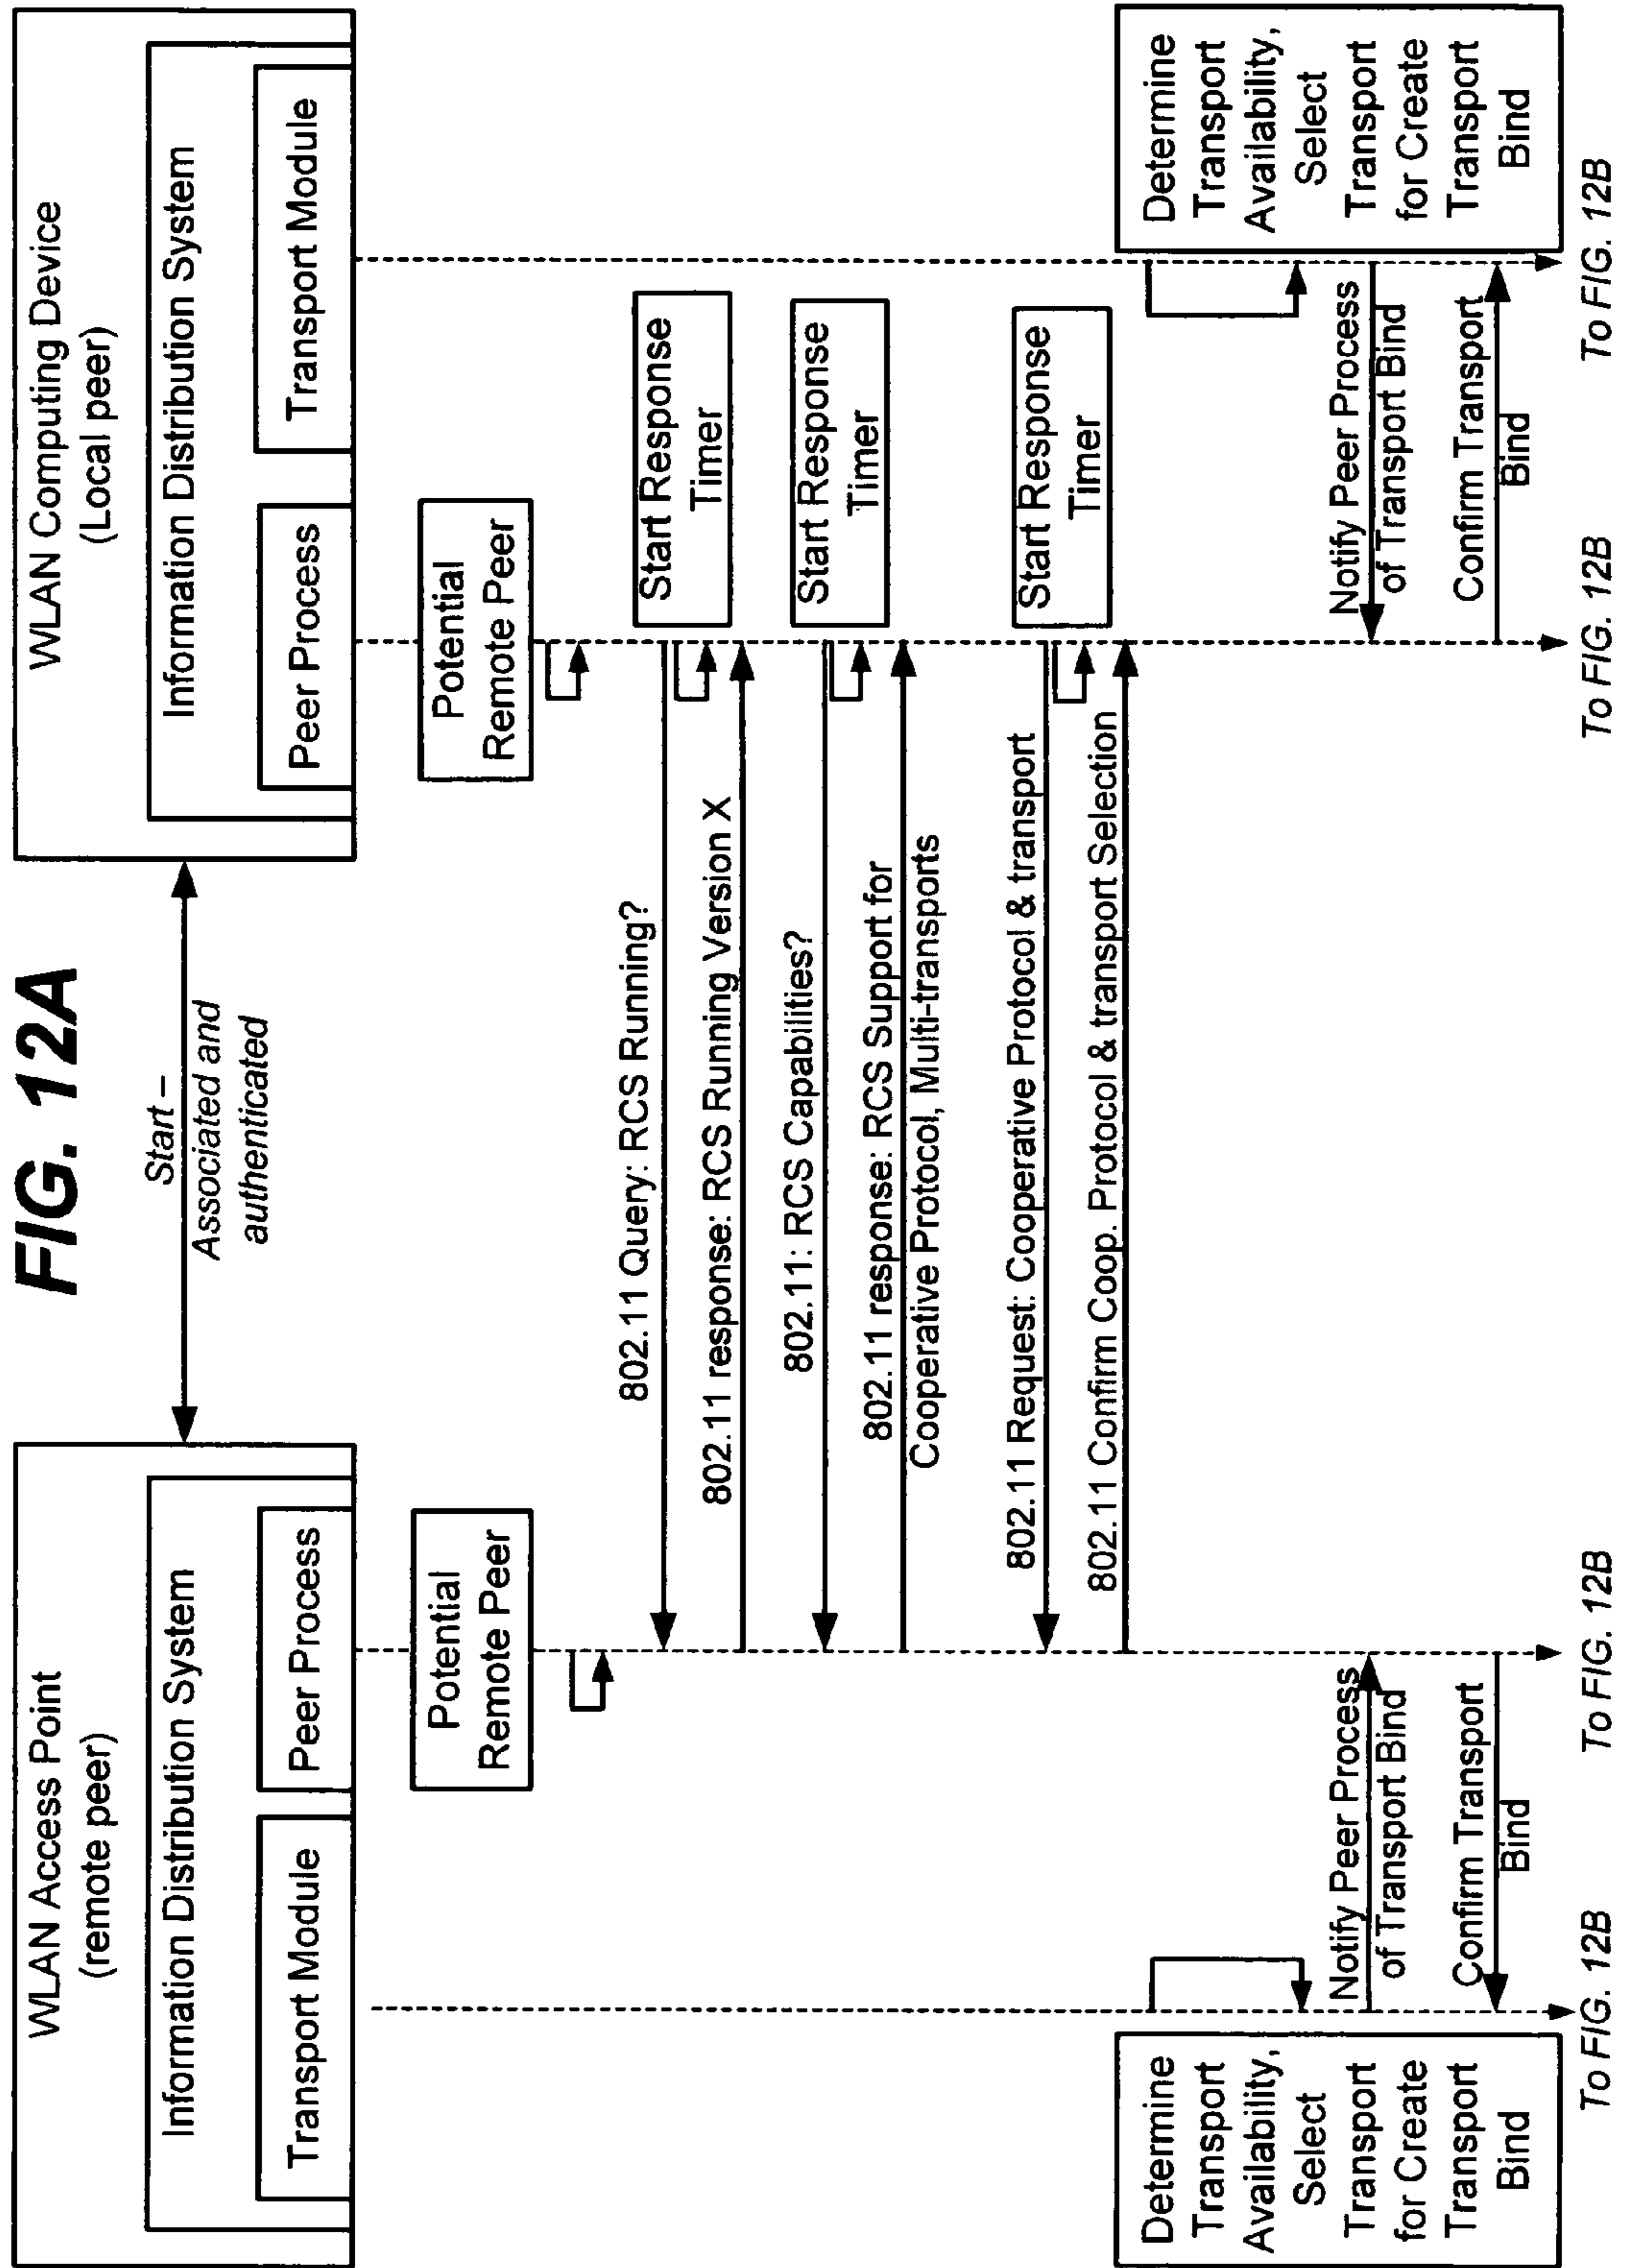 FIG. 12A
WLAN Access Point
(remote peer)
Information Distribution System
Transport Module
Peer Process
Start –
Associated and
authenticated
WLAN Computing Device
(Local peer)
Information Distribution System
Peer Process
Transport Module
Potential
Remote Peer
Potential
Remote Peer
802.11 Query: RCS Running?
Start Response
Timer
802.11 response: RCS Running Version X
802.11: RCS Capabilities?
Start Response
Timer
802.11 response: RCS Support for
Cooperative Protocol, Multi-transports
802.11 Request: Cooperative Protocol & transport
Start Response
Timer
802.11 Confirm Coop. Protocol & transport Selection
Determine
Transport
Availability,
Select
Transport
for Create
Transport
Bind
Notify Peer Process
of Transport Bind
Confirm Transport
Bind
Notify Peer Process
of Transport Bind
Confirm Transport
Bind
Determine
Transport
Availability,
Select
Transport
for Create
Transport
Bind
To FIG. 12B
To FIG. 12B
To FIG. 12B
To FIG. 12B